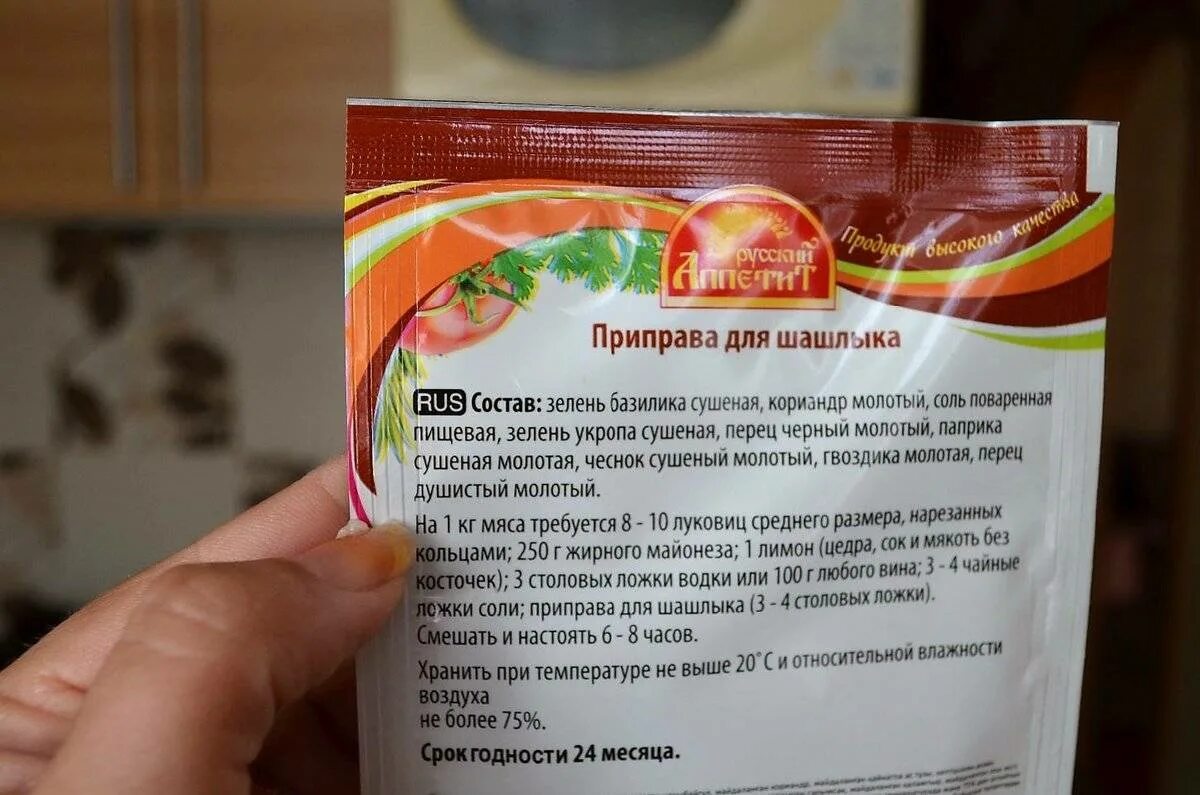 русский
Аппетит
Продукт высокого качества
Приправа для шашлыка
RUS Состав: зелень базилика сушеная, кориандр молотый, соль поваренная
пищевая, зелень укропа сушеная, перец черный молотый, паприка
сушеная молотая, чеснок сушеный молотый, гвоздика молотая, перец
душистый молотый.
На 1 кг мяса требуется 8 - 10 луковиц среднего размера, нарезанных
кольцами; 250 г жирного майонеза; 1 лимон (цедра, сок и мякоть без
косточек); 3 столовых ложки водки или 100 г любого вина; 3 - 4 чайные
ложки соли; приправа для шашлыка (3 - 4 столовых ложки).
Смешать и настоять 6 - 8 часов.
Хранить при температуре не выше 20°С и относительной влажности
воздуха
не более 75%.
Срок годности 24 месяца.